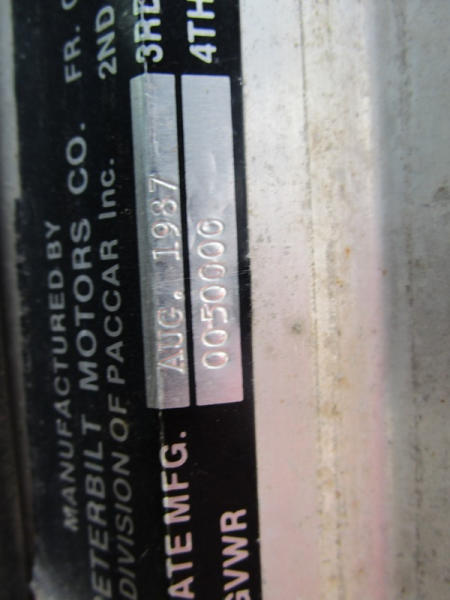 MANUFACTURED BY
PETERBILT MOTORS CO. FR.
DIVISION OF PACCAR Inc. 2ND
DATE MFG. AUG. 1987 3RD
GVWR 0050000 4TH